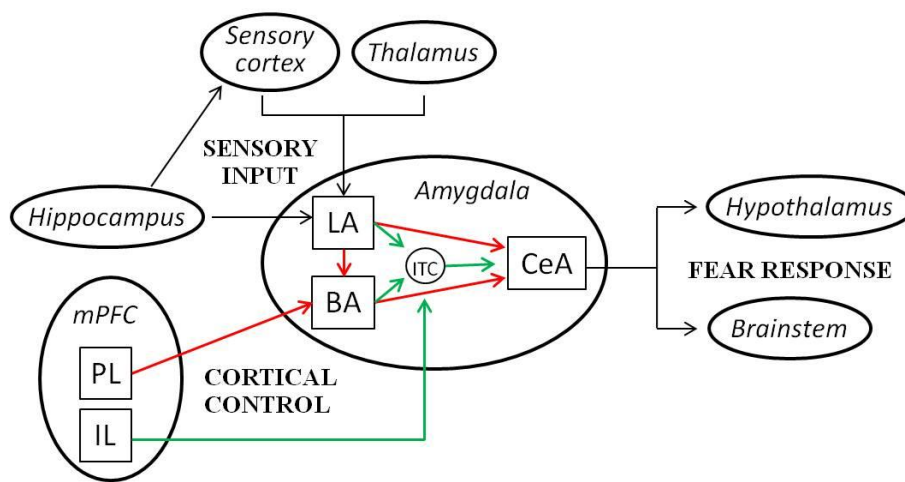 Sensory
cortex
Thalamus
SENSORY
INPUT
Amygdala
Hippocampus
LA
Hypothalamus
ITC
CeA
FEAR RESPONSE
BA
mPFC
Brainstem
PL
CORTICAL
CONTROL
IL